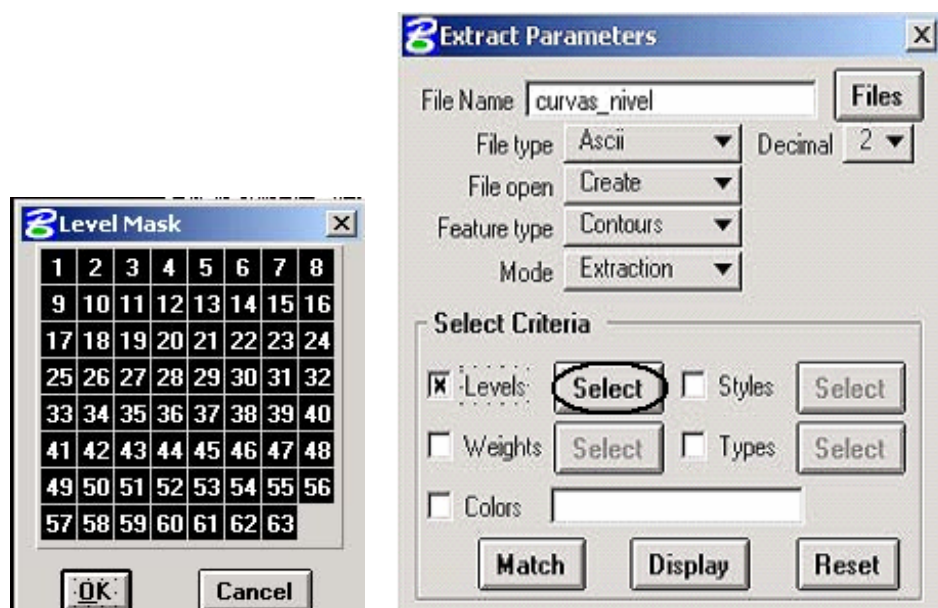 Level Mask
1 2 3 4 5 6 7 8
9 10 11 12 13 14 15 16
17 18 19 20 21 22 23 24
25 26 27 28 29 30 31 32
33 34 35 36 37 38 39 40
41 42 43 44 45 46 47 48
49 50 51 52 53 54 55 56
57 58 59 60 61 62 63
OK Cancel
Extract Parameters
File Name curvas_nivel Files
File type Ascii Decimal 2
File open Create
Feature type Contours
Mode Extraction
Select Criteria
Levels Select Styles Select
Weights Select Types Select
Colors
Match Display Reset